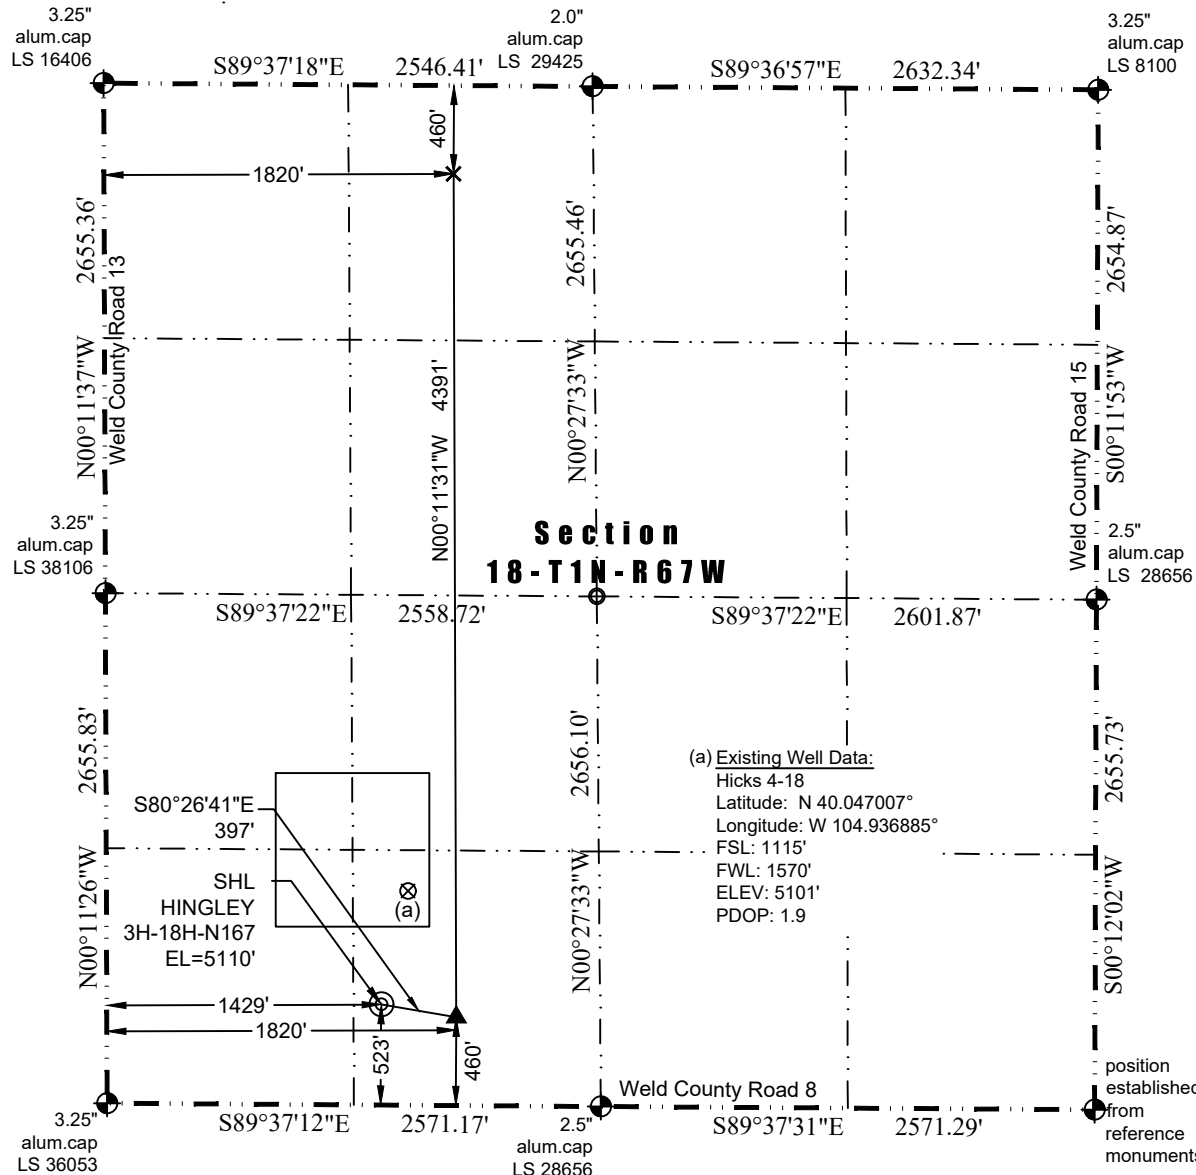 3.25"
alum.cap
LS 16406
2.0"
alum.cap
LS 29425
3.25"
alum.cap
LS 8100
S89°37'18"E 2546.41'
S89°36'57"E 2632.34'
460'
1820'
2655.36'
N00°11'37"W
Weld County Road 13
2655.46'
N00°27'33"W
2654.87'
S00°11'53"W
Weld County Road 15
N00°11'31"W 4391'
3.25"
alum.cap
LS 38106
Section
18-T1N-R67W
2.5"
alum.cap
LS 28656
S89°37'22"E 2558.72'
S89°37'22"E 2601.87'
2655.83'
N00°11'26"W
2656.10'
N00°27'33"W
2655.73'
S00°12'02"W
(a) Existing Well Data:
Hicks 4-18
Latitude: N 40.047007°
Longitude: W 104.936885°
FSL: 1115'
FWL: 1570'
ELEV: 5101'
PDOP: 1.9
S80°26'41"E
397'
SHL
HINGLEY
3H-18H-N167
EL=5110'
(a)
1429'
1820'
523'
460'
Weld County Road 8
position
established
from
reference
monuments
3.25"
alum.cap
LS 36053
S89°37'12"E 2571.17'
2.5"
alum.cap
LS 28656
S89°37'31"E 2571.29'